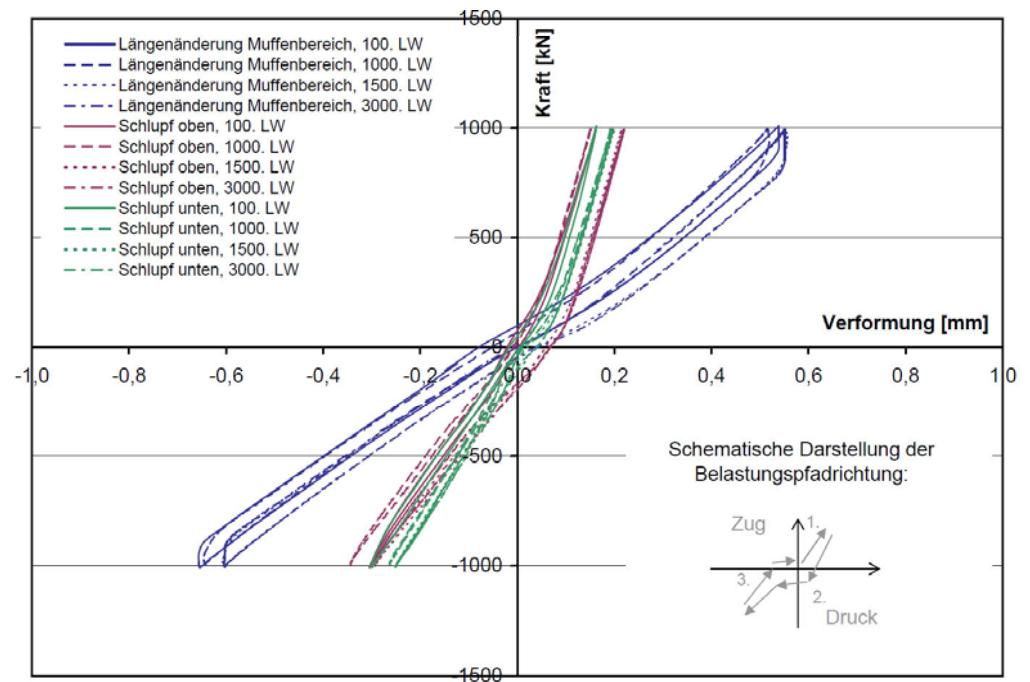 1500
Kraft [kN]
Längenänderung Muffenbereich, 100. LW
Längenänderung Muffenbereich, 1000. LW
Längenänderung Muffenbereich, 1500. LW
Längenänderung Muffenbereich, 3000. LW
Schlupf oben, 100. LW
Schlupf oben, 1000. LW
Schlupf oben, 1500. LW
Schlupf oben, 3000. LW
Schlupf unten, 100. LW
Schlupf unten, 1000. LW
Schlupf unten, 1500. LW
Schlupf unten, 3000. LW
1000
500
Verformung [mm]
0
-1,0 -0,8 -0,6 -0,4 -0,2 0,0 0,2 0,4 0,6 0,8 1,0
-500
Schematische Darstellung der
Belastungspfadrichtung:
Zug 1.
3. 2.
Druck
-1000
-1500